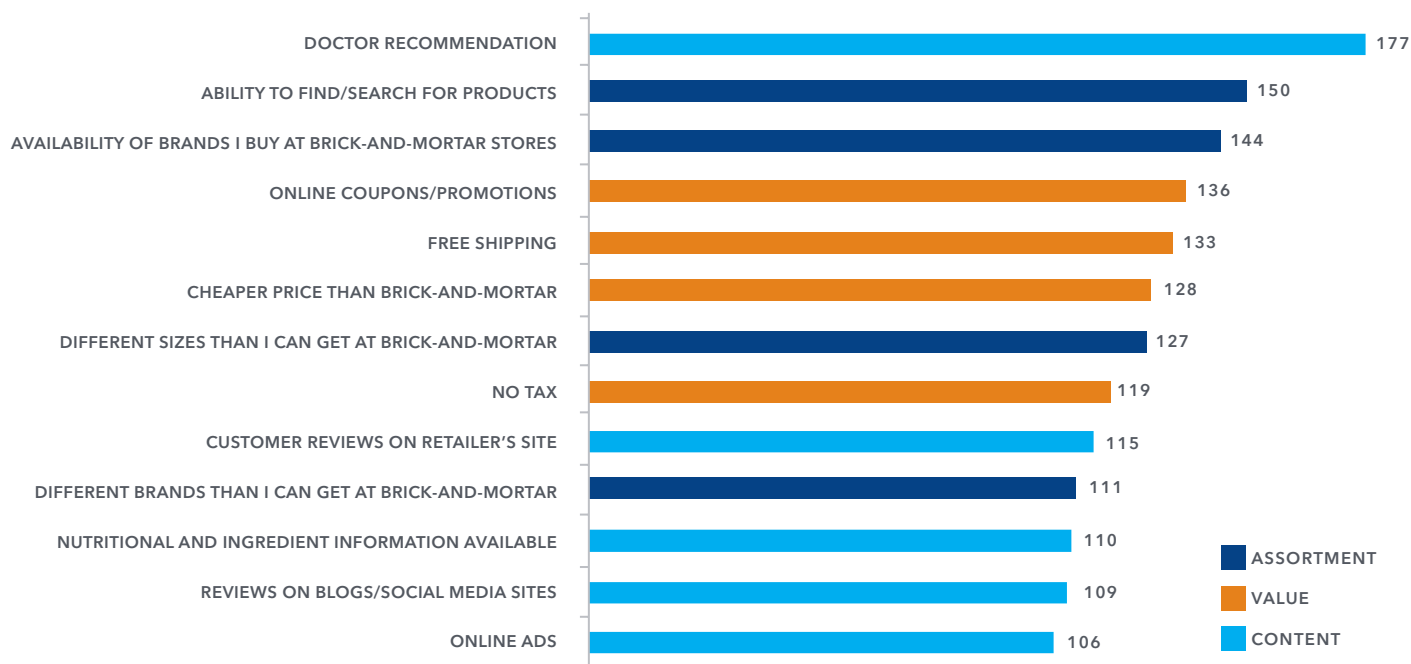 DOCTOR RECOMMENDATION 177
ABILITY TO FIND/SEARCH FOR PRODUCTS 150
AVAILABILITY OF BRANDS I BUY AT BRICK-AND-MORTAR STORES 144
ONLINE COUPONS/PROMOTIONS 136
FREE SHIPPING 133
CHEAPER PRICE THAN BRICK-AND-MORTAR 128
DIFFERENT SIZES THAN I CAN GET AT BRICK-AND-MORTAR 127
NO TAX 119
CUSTOMER REVIEWS ON RETAILER’S SITE 115
DIFFERENT BRANDS THAN I CAN GET AT BRICK-AND-MORTAR 111
NUTRITIONAL AND INGREDIENT INFORMATION AVAILABLE 110
REVIEWS ON BLOGS/SOCIAL MEDIA SITES 109
ONLINE ADS 106
ASSORTMENT
VALUE
CONTENT